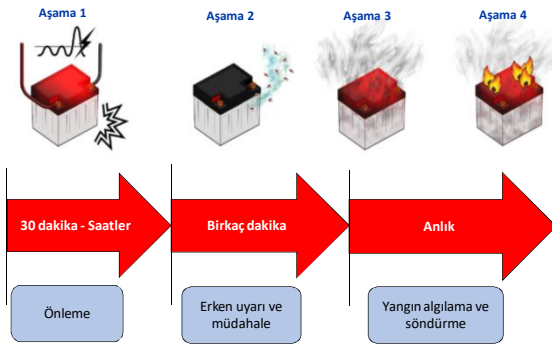 Aşama 1
Aşama 2
Aşama 3
Aşama 4
30 dakika - Saatler
Birkaç dakika
Anlık
Önleme
Erken uyarı ve
müdahale
Yangın algılama ve
söndürme